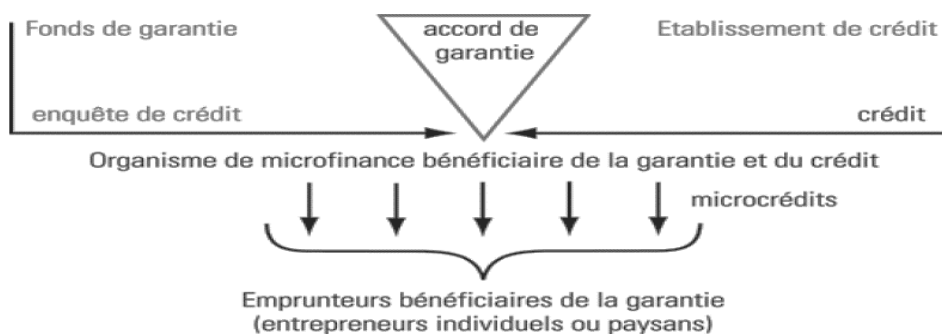 Fonds de garantie
accord de
garantie
Etablissement de crédit
enquête de crédit
crédit
Organisme de microfinance bénéficiaire de la garantie et du crédit
microcrédits
Emprunteurs bénéficiaires de la garantie
(entrepreneurs individuels ou paysans)